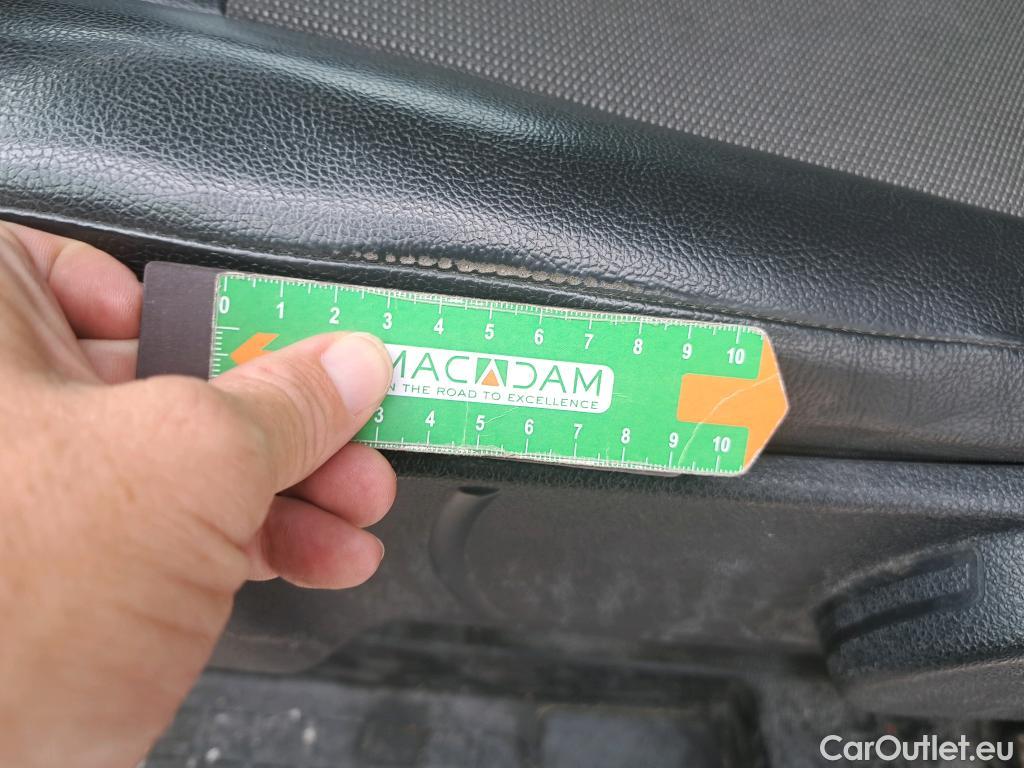 0 1 2 3 4 5 6 7 8 9 10
MACADAM
N THE ROAD TO EXCELLENCE
3 4 5 6 7 8 9 10
CarOutlet.eu